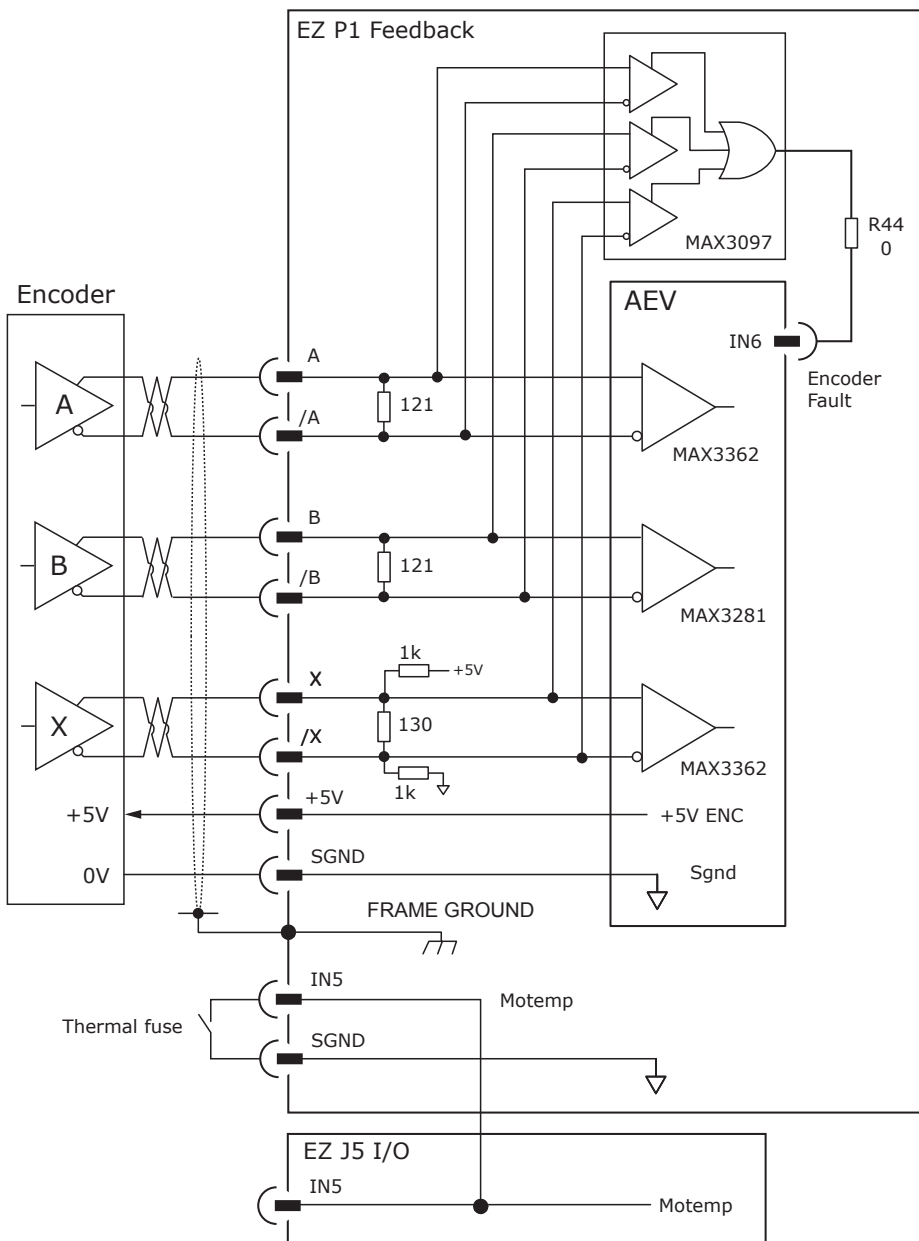 EZ P1 Feedback
MAX3097
R44
0
Encoder
AEV
IN6
Encoder
Fault
A
A
/A
121
MAX3362
B
B
/B
121
MAX3281
1k
+5V
X
X
/X
130
1k
MAX3362
+5V
+5V
+5V ENC
0V
SGND
Sgnd
FRAME GROUND
IN5
Motemp
Thermal fuse
SGND
EZ J5 I/O
IN5
Motemp